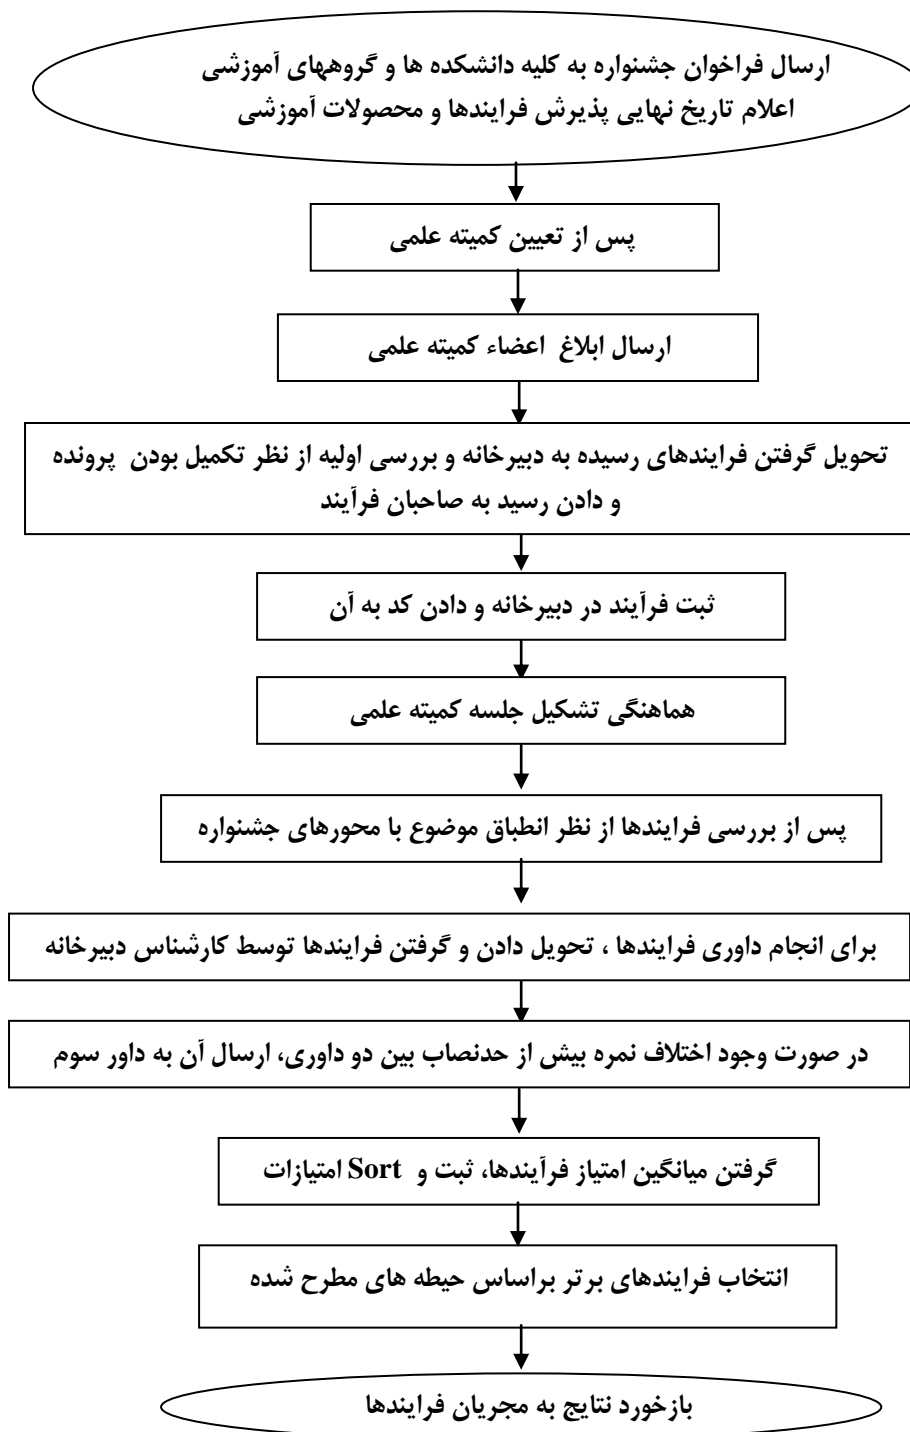 ارسال فراخوان جشنواره به کلیه دانشکده ها و گروههای آموزشی
اعلام تاریخ نهایی پذیرش فرایندها و محصولات آموزشی
پس از تعیین کمیته علمی
ارسال ابلاغ اعضاء کمیته علمی
تحویل گرفتن فرایندهای رسیده به دبیرخانه و بررسی اولیه از نظر تکمیل بودن پرونده
و دادن رسید به صاحبان فرآیند
ثبت فرآیند در دبیرخانه و دادن کد به آن
هماهنگی تشکیل جلسه کمیته علمی
پس از بررسی فرایندها از نظر انطباق موضوع با محورهای جشنواره
برای انجام داوری فرایندها ، تحویل دادن و گرفتن فرایندها توسط کارشناس دبیرخانه
در صورت وجود اختلاف نمره بیش از حدنصاب بین دو داوری، ارسال آن به داور سوم
گرفتن میانگین امتیاز فرآیندها، ثبت و Sort امتیازات
انتخاب فرایندهای برتر براساس حیطه های مطرح شده
بازخورد نتایج به مجریان فرایندها